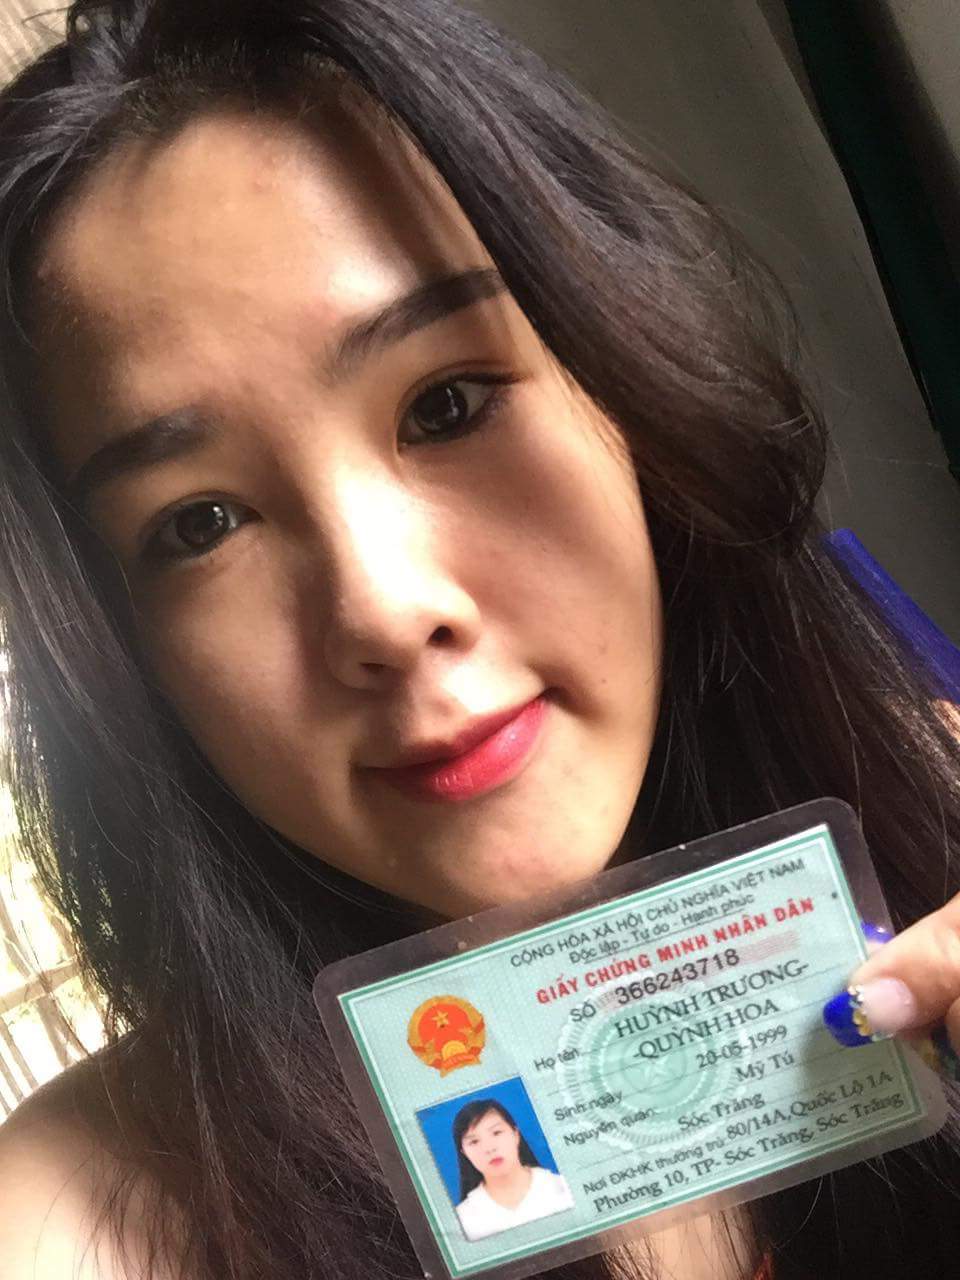 CỘNG HÒA XÃ HỘI CHỦ NGHĨA VIỆT NAM
Độc lập - Tự do - Hạnh phúc
GIẤY CHỨNG MINH NHÂN DÂN
SỐ 366243718
Họ tên: HUỲNH TRƯƠNG-
-QUỲNH HOA
Sinh ngày 20-05-1999
Nguyên quán: Mỹ Tú
Sóc Trăng
Nơi ĐKHK thường trú: 80/14A, Quốc Lộ 1A
Phường 10, TP- Sóc Trăng, Sóc Trăng